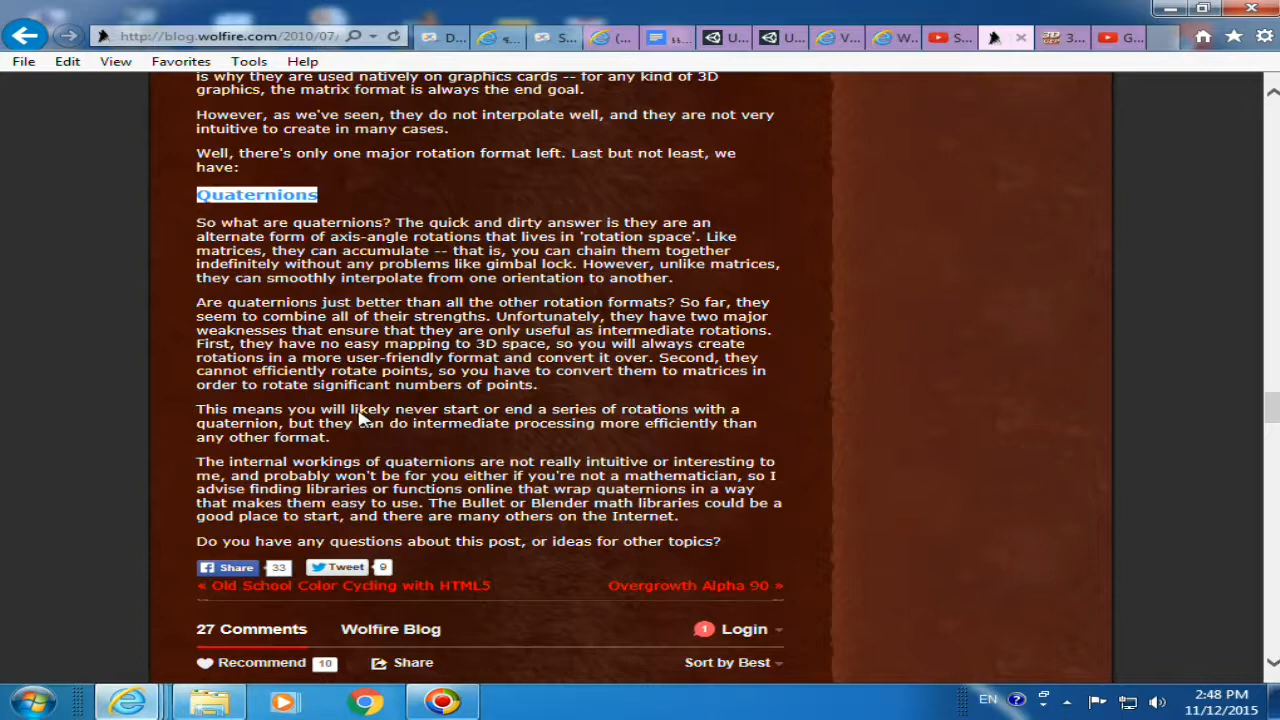 http://blog.wolfire.com/2010/07/
D...
S...
(...
U...
U...
V...
W...
S...
3...
G...
File Edit View Favorites Tools Help
is why they are used natively on graphics cards -- for any kind of 3D
graphics, the matrix format is always the end goal.
However, as we've seen, they do not interpolate well, and they are not very
intuitive to create in many cases.
Well, there's only one major rotation format left. Last but not least, we
have:
Quaternions
So what are quaternions? The quick and dirty answer is they are an
alternate form of axis-angle rotations that lives in 'rotation space'. Like
matrices, they can accumulate -- that is, you can chain them together
indefinitely without any problems like gimbal lock. However, unlike matrices,
they can smoothly interpolate from one orientation to another.
Are quaternions just better than all the other rotation formats? So far, they
seem to combine all of their strengths. Unfortunately, they have two major
weaknesses that ensure that they are only useful as intermediate rotations.
First, they have no easy mapping to 3D space, so you will always create
rotations in a more user-friendly format and convert it over. Second, they
cannot efficiently rotate points, so you have to convert them to matrices in
order to rotate significant numbers of points.
This means you will likely never start or end a series of rotations with a
quaternion, but they can do intermediate processing more efficiently than
any other format.
The internal workings of quaternions are not really intuitive or interesting to
me, and probably won't be for you either if you're not a mathematician, so I
advise finding libraries or functions online that wrap quaternions in a way
that makes them easy to use. The Bullet or Blender math libraries could be a
good place to start, and there are many others on the Internet.
Do you have any questions about this post, or ideas for other topics?
Share 33 Tweet 9
« Old School Color Cycling with HTML5 Overgrowth Alpha 90 »
27 Comments Wolfire Blog 1 Login
Recommend 10 Share Sort by Best
EN 2:48 PM
11/12/2015